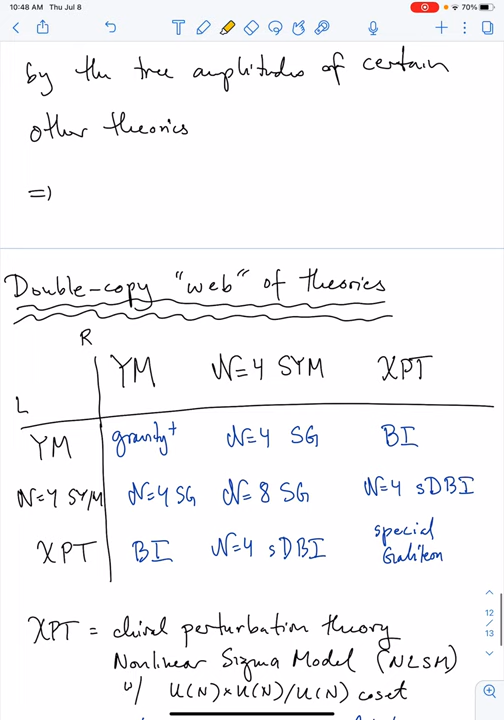 10:48 AM Thu Jul 8
70%
by the tree amplitudes of certain
other theories
=>
Double-copy "web" of theories
R
YM N=4 SYM XPT
L
YM gravity+ N=4 SG BI
N=4 SYM N=4 SG N=8 SG N=4 sDBI
XPT BI N=4 sDBI special Galileon
12
13
XPT = chiral perturbation theory
Nonlinear Sigma Model (NLSM)
w/ U(N)×U(N)/U(N) coset